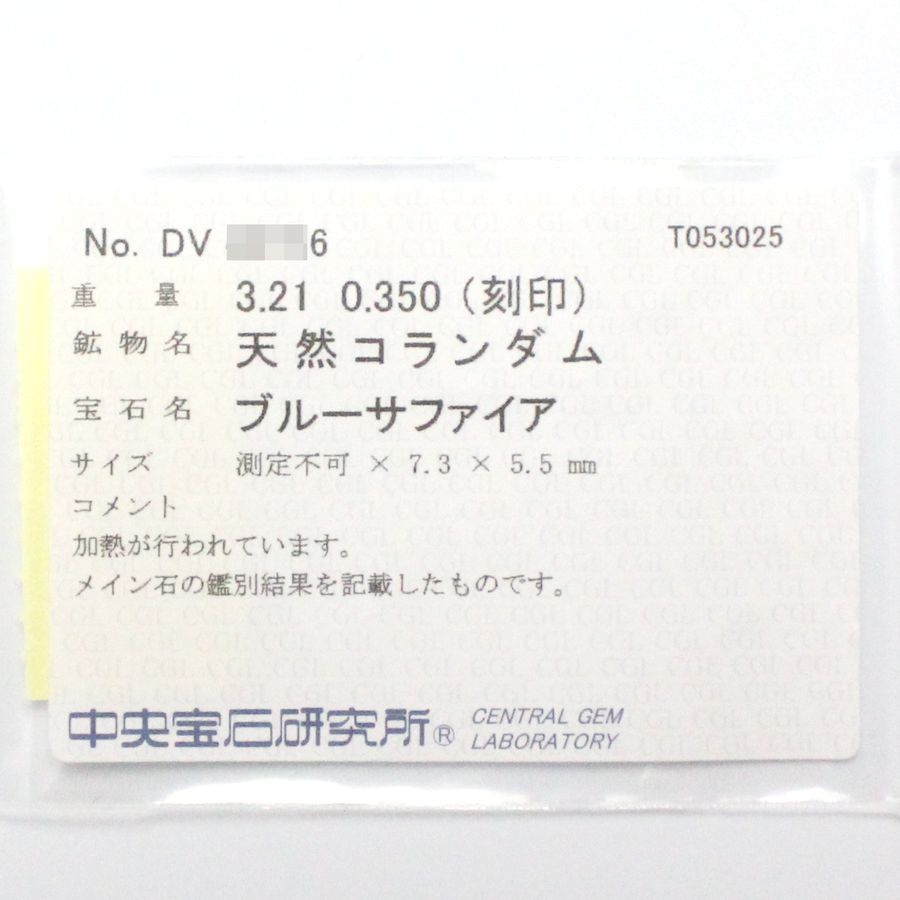 No. DV 6
T053025
重量 3.21 0.350 (刻印)
鉱物名 天然コランダム
宝石名 ブルーサファイア
サイズ 測定不可 × 7.3 × 5.5 mm
コメント
加熱が行われています。
メイン石の鑑別結果を記載したものです。
中央宝石研究所® CENTRAL GEM
LABORATORY